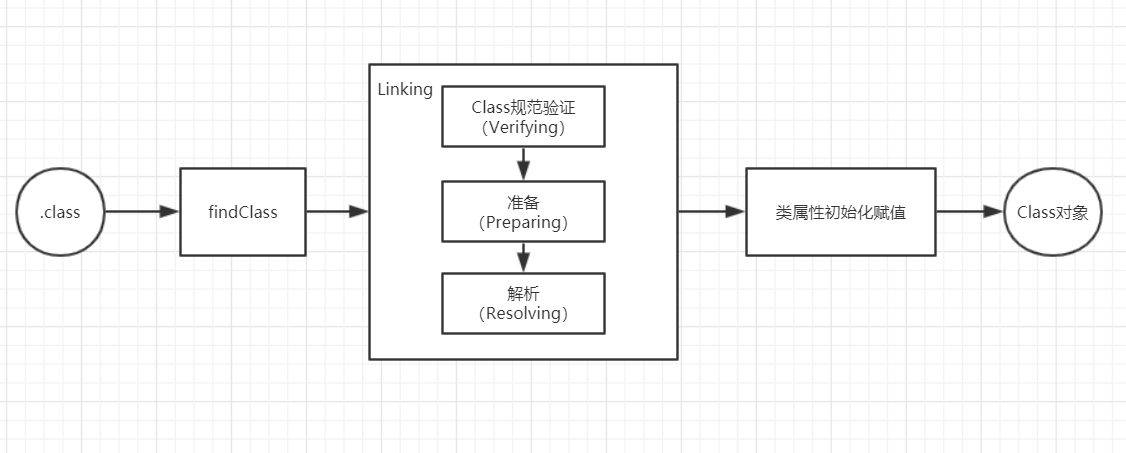 .class
findClass
Linking
Class规范验证
（Verifying）
准备
（Preparing）
解析
（Resolving）
类属性初始化赋值
Class对象